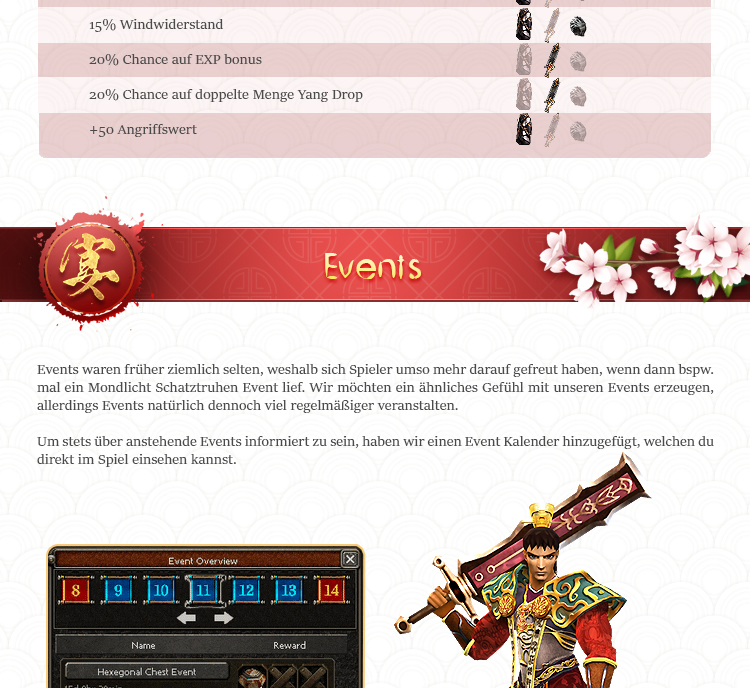 15% Windwiderstand
20% Chance auf EXP bonus
20% Chance auf doppelte Menge Yang Drop
+50 Angriffswert
宴
Events
Events waren früher ziemlich selten, weshalb sich Spieler umso mehr darauf gefreut haben, wenn dann bspw.
mal ein Mondlicht Schatztruhen Event lief. Wir möchten ein ähnliches Gefühl mit unseren Events erzeugen,
allerdings Events natürlich dennoch viel regelmäßiger veranstalten.
Um stets über anstehende Events informiert zu sein, haben wir einen Event Kalender hinzugefügt, welchen du
direkt im Spiel einsehen kannst.
Event Overview
8 9 10 11 12 13 14
Name Reward
Hexegonal Chest Event